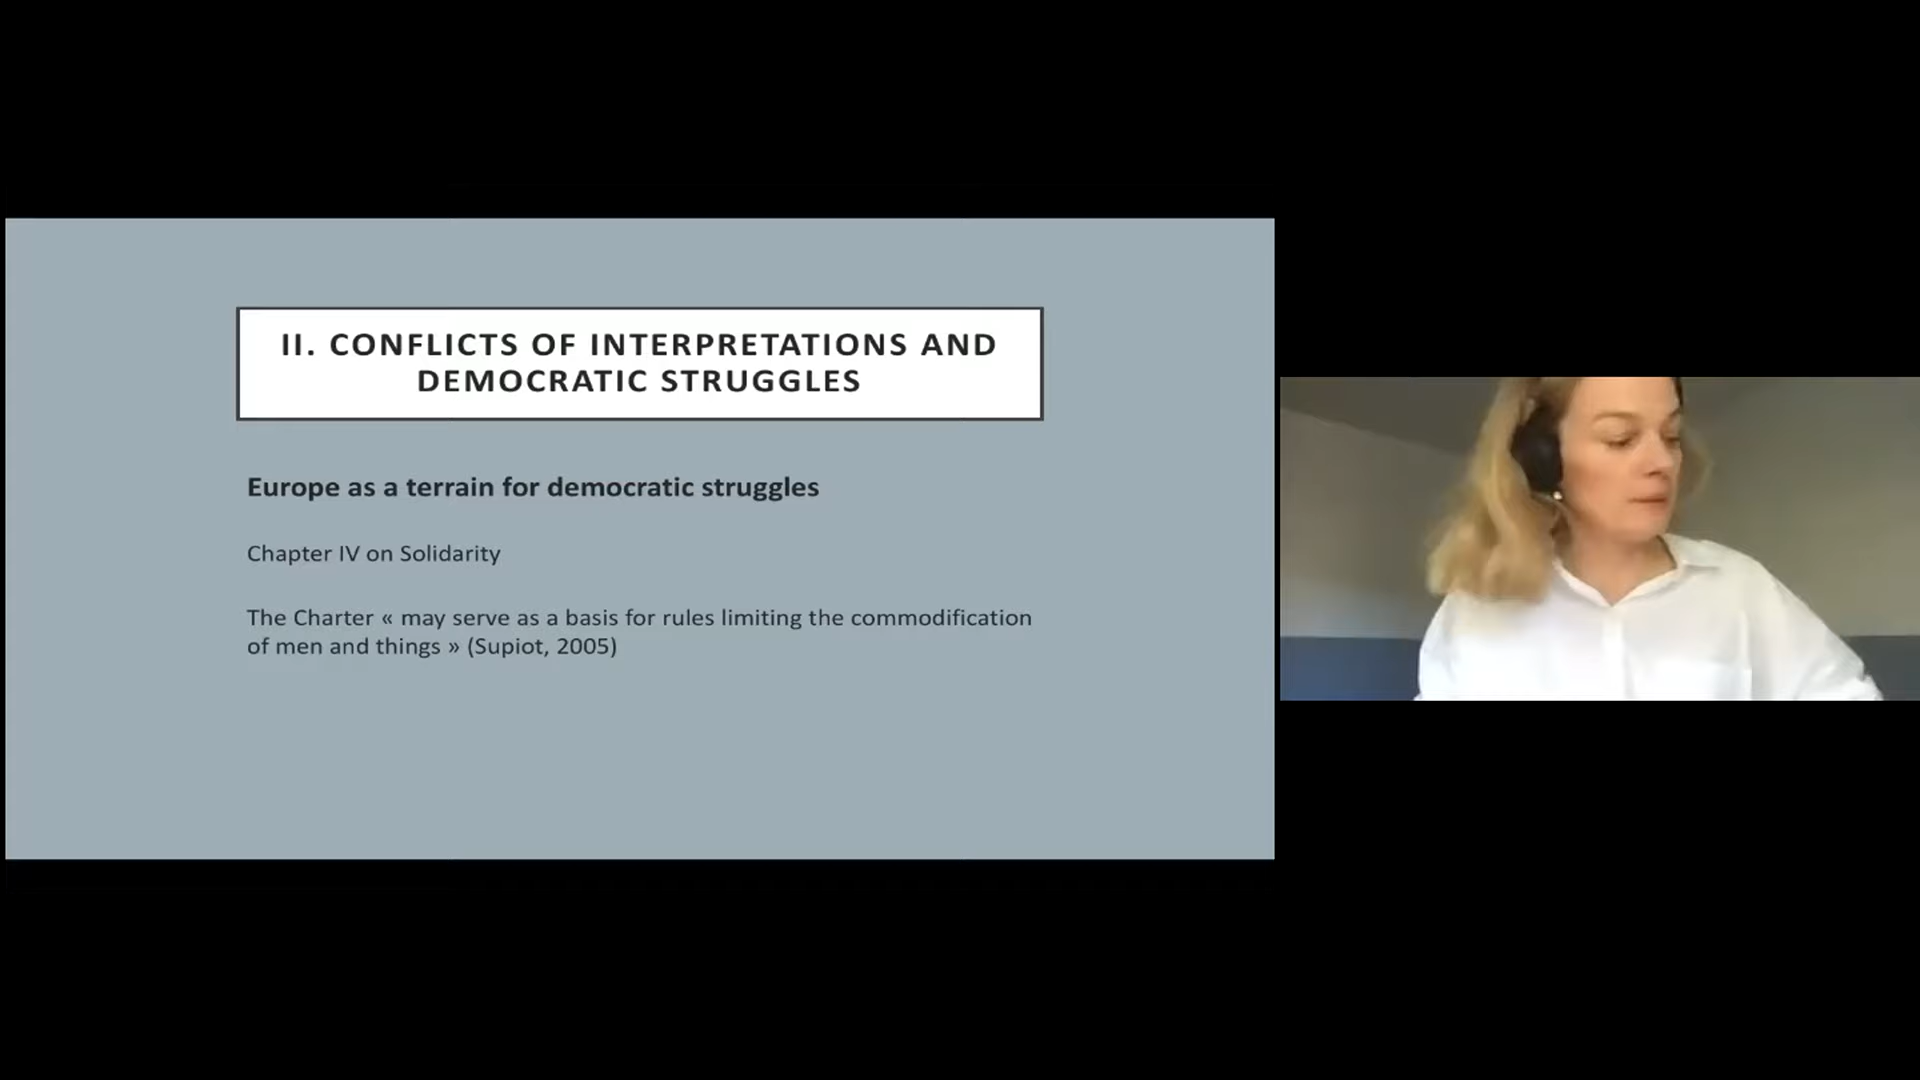 II. CONFLICTS OF INTERPRETATIONS AND
DEMOCRATIC STRUGGLES
Europe as a terrain for democratic struggles
Chapter IV on Solidarity
The Charter « may serve as a basis for rules limiting the commodification
of men and things » (Supiot, 2005)